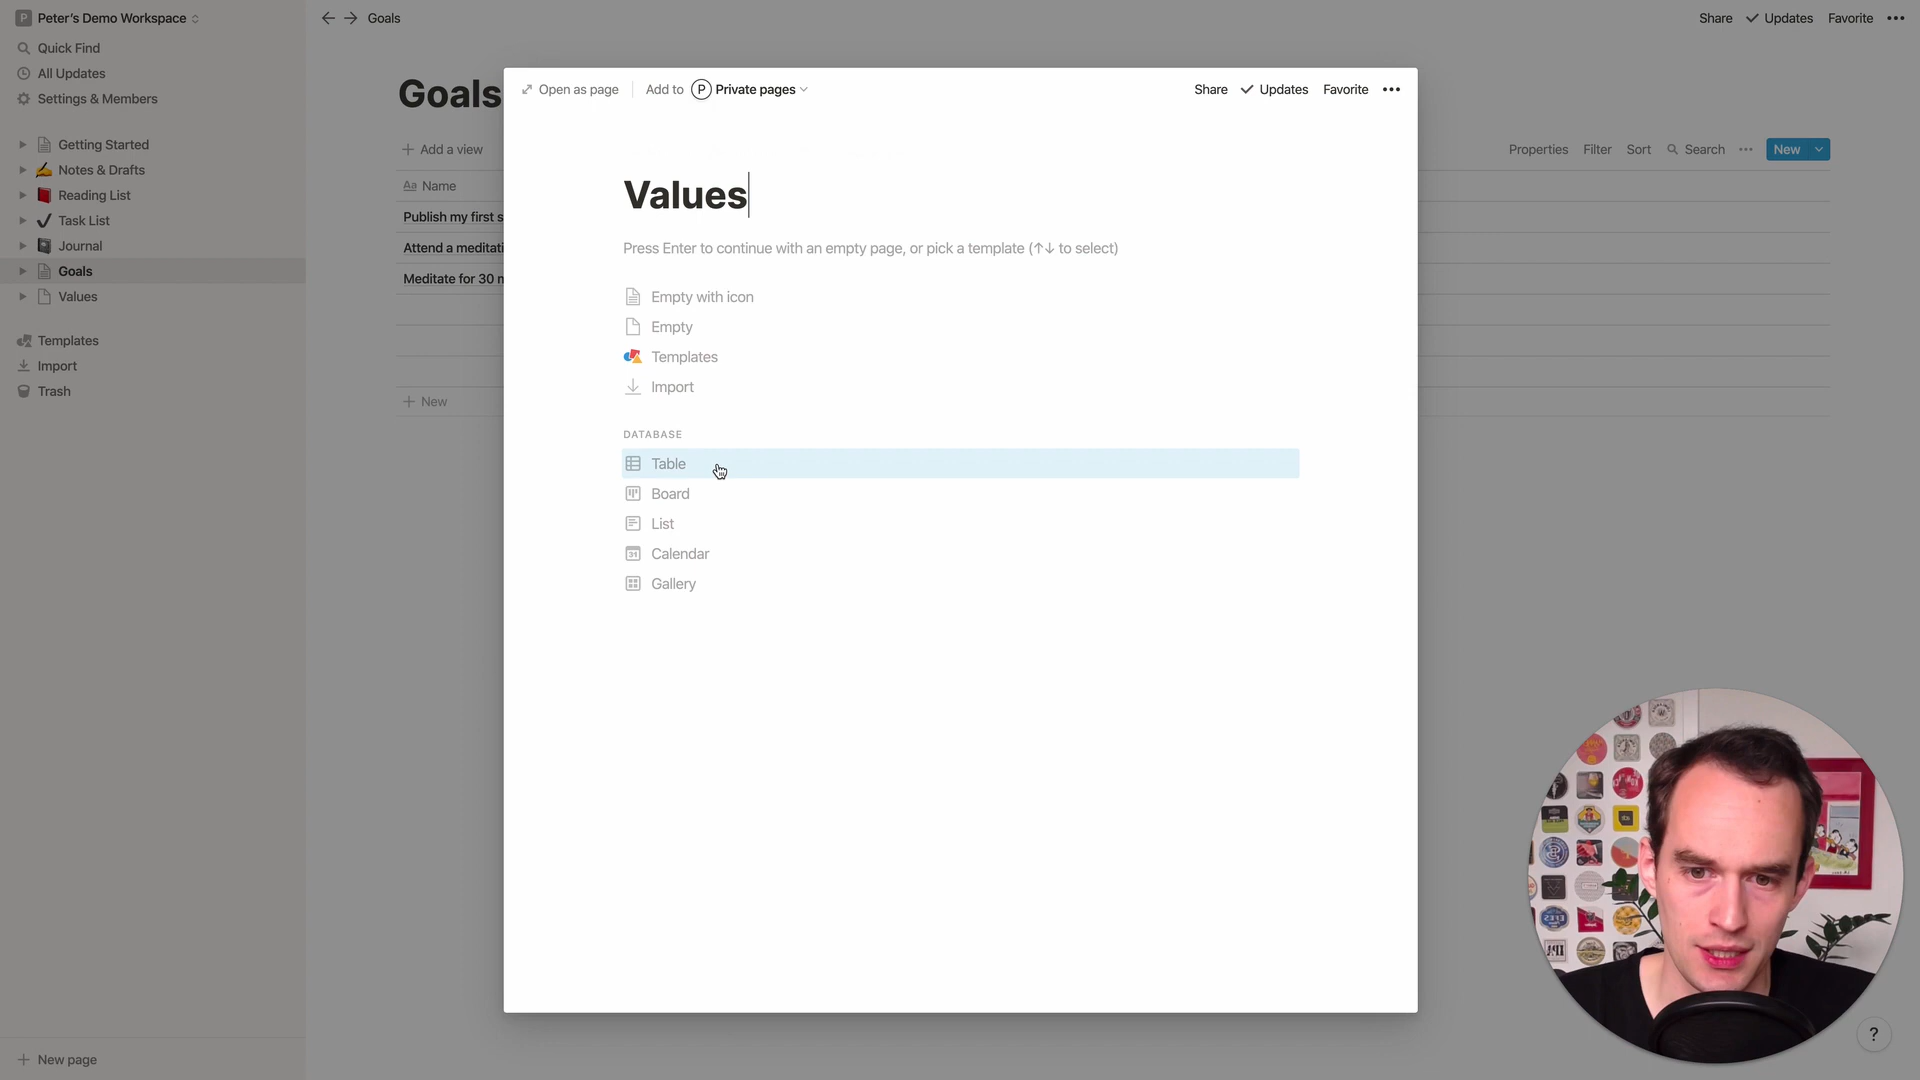 P Peter's Demo Workspace
Quick Find
All Updates
Settings & Members
Getting Started
Notes & Drafts
Reading List
Task List
Journal
Goals
Values
Templates
Import
Trash
New page
Goals
Share
Updates
Favorite
Goals
Add a view
Properties
Filter
Sort
Search
New
Aa Name
Publish my first s
Attend a meditati
Meditate for 30 m
New
Open as page
Add to P Private pages
Share
Updates
Favorite
Values
Press Enter to continue with an empty page, or pick a template (↑↓ to select)
Empty with icon
Empty
Templates
Import
DATABASE
Table
Board
List
31 Calendar
Gallery
?